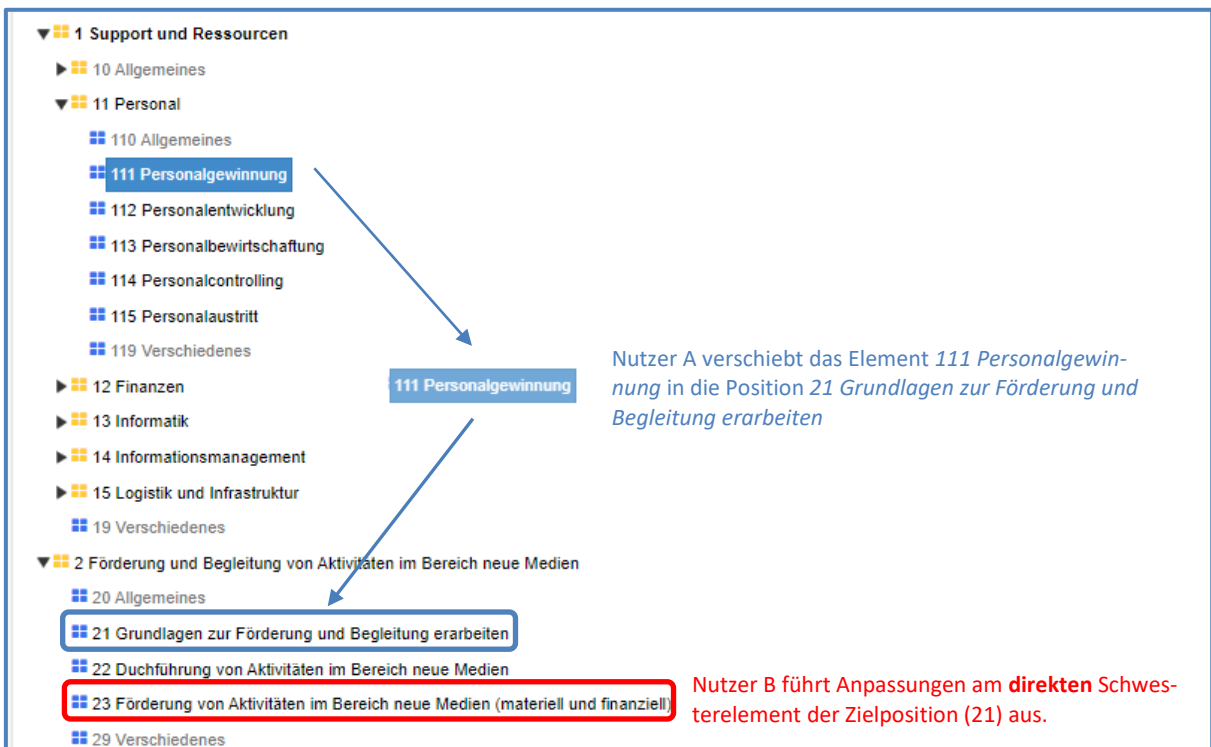 1 Support und Ressourcen
10 Allgemeines
11 Personal
110 Allgemeines
111 Personalgewinnung
112 Personalentwicklung
113 Personalbewirtschaftung
114 Personalcontrolling
115 Personalaustritt
119 Verschiedenes
12 Finanzen
13 Informatik
14 Informationsmanagement
15 Logistik und Infrastruktur
19 Verschiedenes
2 Förderung und Begleitung von Aktivitäten im Bereich neue Medien
20 Allgemeines
21 Grundlagen zur Förderung und Begleitung erarbeiten
22 Duchführung von Aktivitäten im Bereich neue Medien
23 Förderung von Aktivitäten im Bereich neue Medien (materiell und finanziell)
29 Verschiedenes
111 Personalgewinnung
Nutzer A verschiebt das Element 111 Personalgewin-
nung in die Position 21 Grundlagen zur Förderung und
Begleitung erarbeiten
Nutzer B führt Anpassungen am direkten Schwes-
terelement der Zielposition (21) aus.